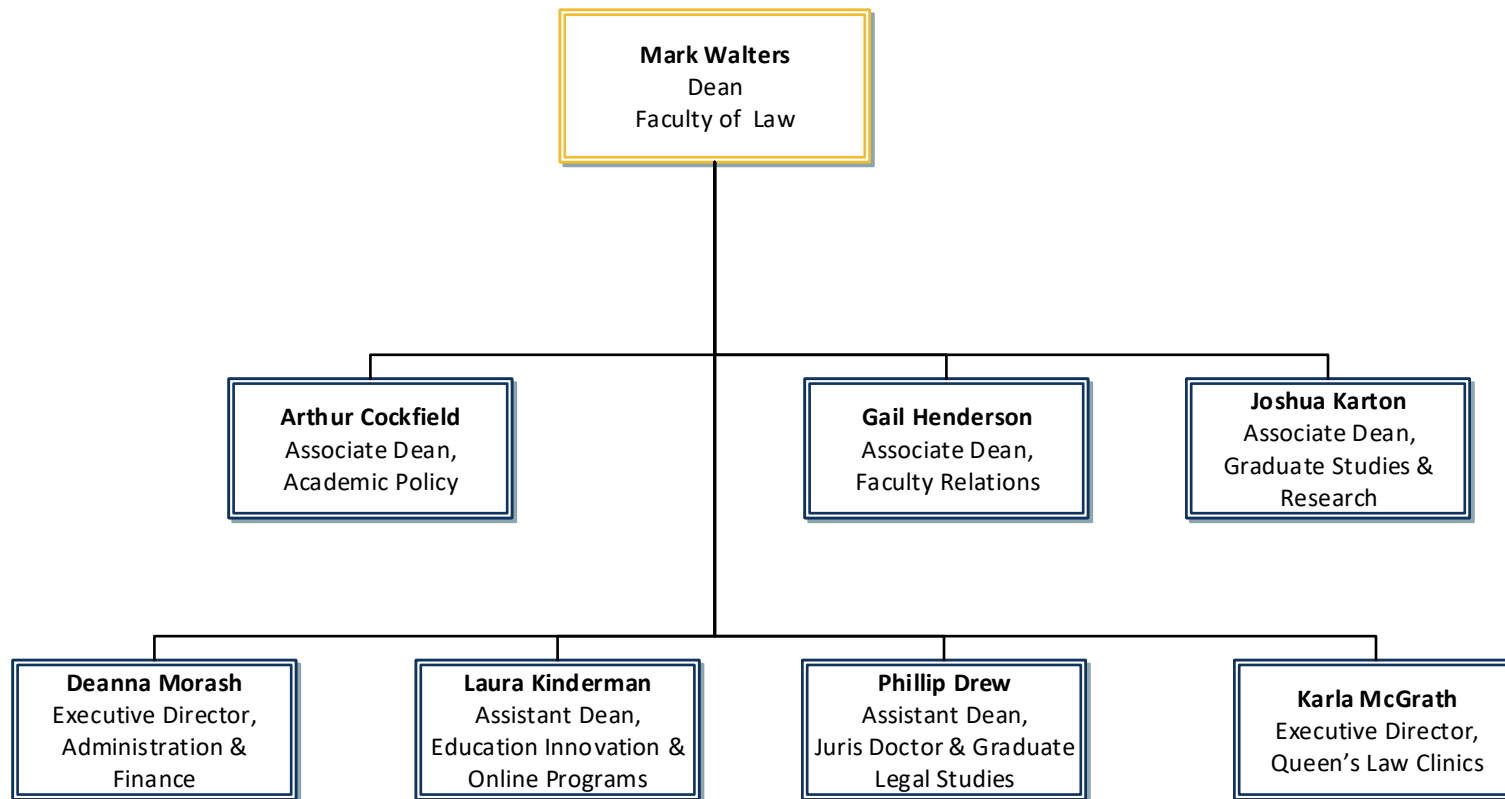 Mark Walters
Dean
Faculty of Law
Arthur Cockfield
Associate Dean,
Academic Policy
Gail Henderson
Associate Dean,
Faculty Relations
Joshua Karton
Associate Dean,
Graduate Studies &
Research
Deanna Morash
Executive Director,
Administration &
Finance
Laura Kinderman
Assistant Dean,
Education Innovation &
Online Programs
Phillip Drew
Assistant Dean,
Juris Doctor & Graduate
Legal Studies
Karla McGrath
Executive Director,
Queen’s Law Clinics